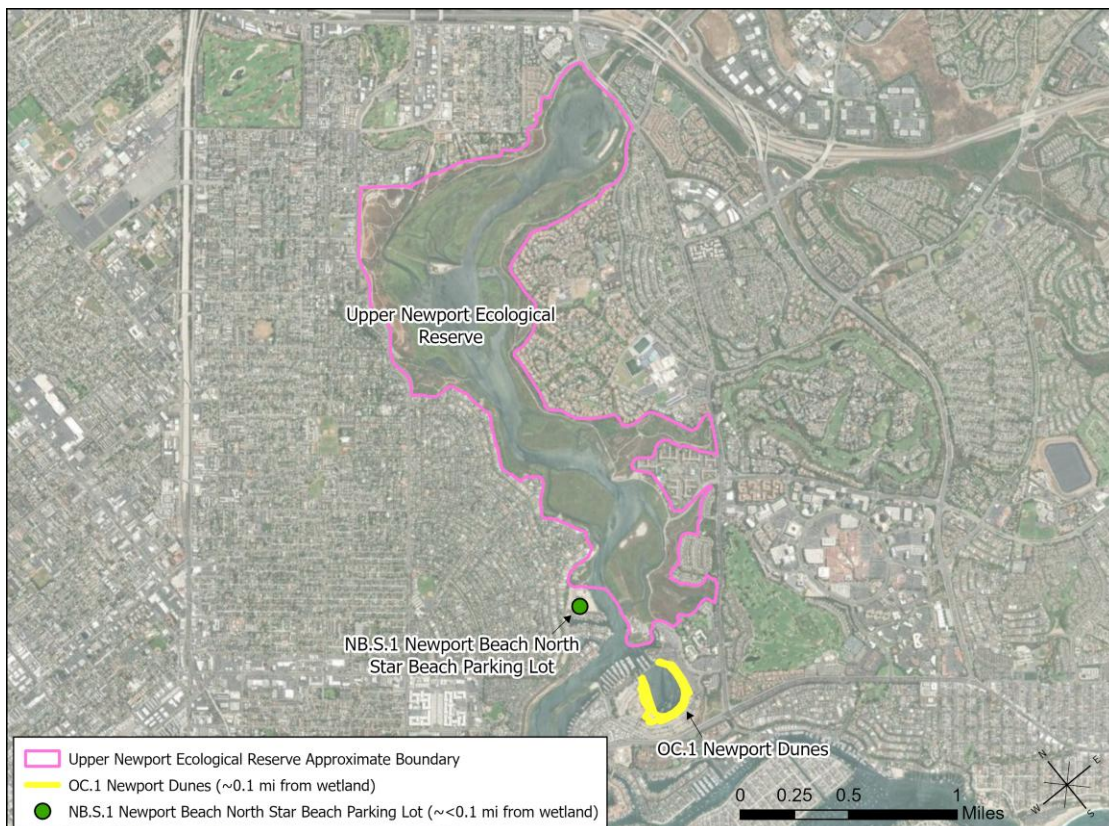 Upper Newport Ecological
Reserve
NB.S.1 Newport Beach North
Star Beach Parking Lot
OC.1 Newport Dunes
Upper Newport Ecological Reserve Approximate Boundary
OC.1 Newport Dunes (~0.1 mi from wetland)
NB.S.1 Newport Beach North Star Beach Parking Lot (~<0.1 mi from wetland)
0 0.25 0.5 1
Miles
N
E
W
S